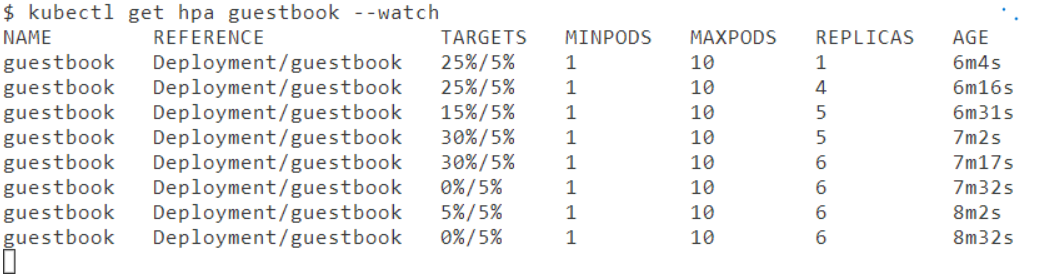 $ kubectl get hpa guestbook --watch
NAME REFERENCE TARGETS MINPODS MAXPODS REPLICAS AGE
guestbook Deployment/guestbook 25%/5% 1 10 1 6m4s
guestbook Deployment/guestbook 25%/5% 1 10 4 6m16s
guestbook Deployment/guestbook 15%/5% 1 10 5 6m31s
guestbook Deployment/guestbook 30%/5% 1 10 5 7m2s
guestbook Deployment/guestbook 30%/5% 1 10 6 7m17s
guestbook Deployment/guestbook 0%/5% 1 10 6 7m32s
guestbook Deployment/guestbook 5%/5% 1 10 6 8m2s
guestbook Deployment/guestbook 0%/5% 1 10 6 8m32s